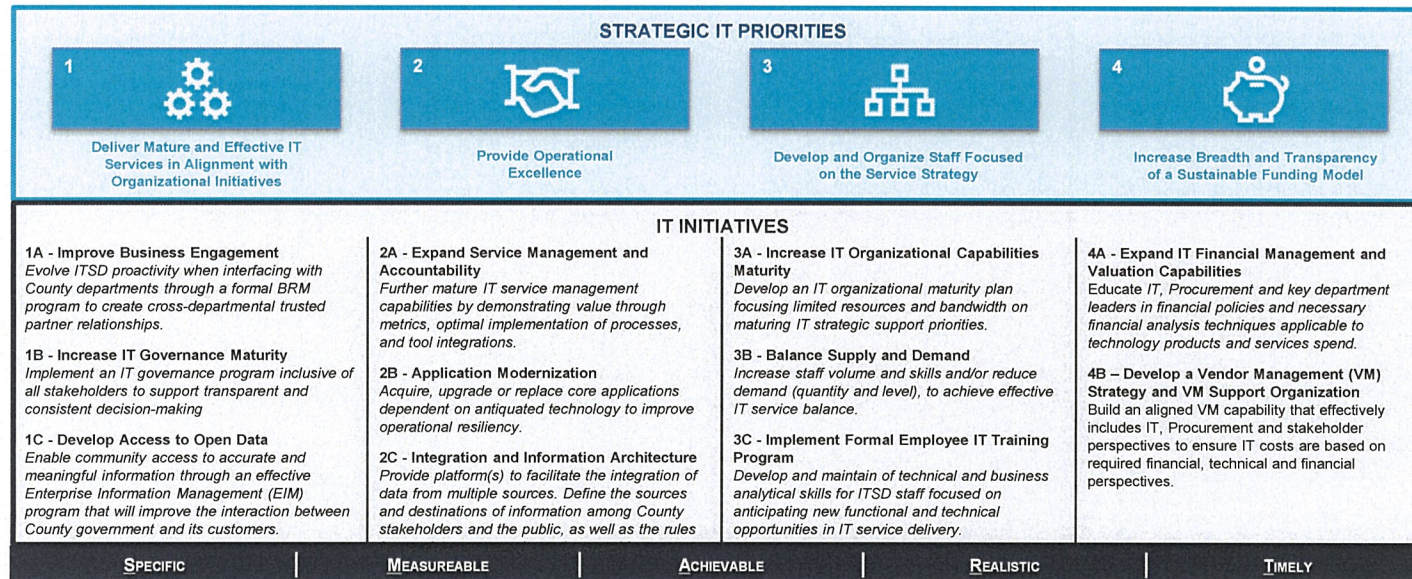 STRATEGIC IT PRIORITIES
1
Deliver Mature and Effective IT
Services in Alignment with
Organizational Initiatives
2
Provide Operational
Excellence
3
Develop and Organize Staff Focused
on the Service Strategy
4
Increase Breadth and Transparency
of a Sustainable Funding Model
IT INITIATIVES
1A - Improve Business Engagement
Evolve ITSD proactivity when interfacing with
County departments through a formal BRM
program to create cross-departmental trusted
partner relationships.
1B - Increase IT Governance Maturity
Implement an IT governance program inclusive of
all stakeholders to support transparent and
consistent decision-making
1C - Develop Access to Open Data
Enable community access to accurate and
meaningful information through an effective
Enterprise Information Management (EIM)
program that will improve the interaction between
County government and its customers.
2A - Expand Service Management and
Accountability
Further mature IT service management
capabilities by demonstrating value through
metrics, optimal implementation of processes,
and tool integrations.
2B - Application Modernization
Acquire, upgrade or replace core applications
dependent on antiquated technology to improve
operational resiliency.
2C - Integration and Information Architecture
Provide platform(s) to facilitate the integration of
data from multiple sources. Define the sources
and destinations of information among County
stakeholders and the public, as well as the rules
3A - Increase IT Organizational Capabilities
Maturity
Develop an IT organizational maturity plan
focusing limited resources and bandwidth on
maturing IT strategic support priorities.
3B - Balance Supply and Demand
Increase staff volume and skills and/or reduce
demand (quantity and level), to achieve effective
IT service balance.
3C - Implement Formal Employee IT Training
Program
Develop and maintain of technical and business
analytical skills for ITSD staff focused on
anticipating new functional and technical
opportunities in IT service delivery.
4A - Expand IT Financial Management and
Valuation Capabilities
Educate IT, Procurement and key department
leaders in financial policies and necessary
financial analysis techniques applicable to
technology products and services spend.
4B – Develop a Vendor Management (VM)
Strategy and VM Support Organization
Build an aligned VM capability that effectively
includes IT, Procurement and stakeholder
perspectives to ensure IT costs are based on
required financial, technical and financial
perspectives.
SPECIFIC | MEASUREABLE | ACHIEVABLE | REALISTIC | TIMELY